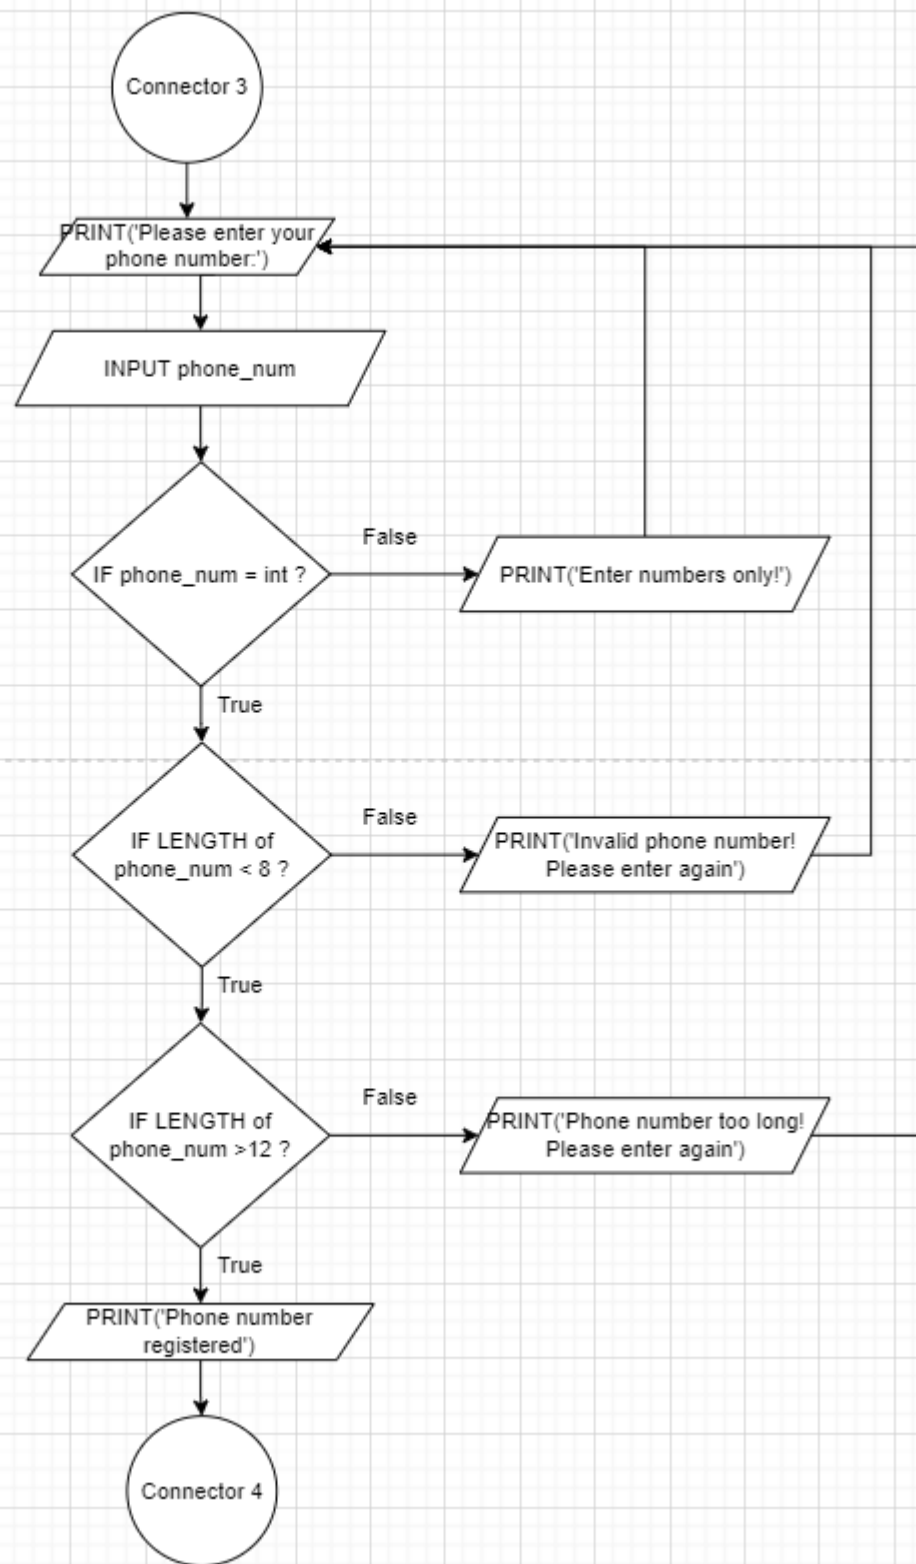 Connector 3
PRINT('Please enter your
phone number:')
INPUT phone_num
IF phone_num = int ?
False
PRINT('Enter numbers only!')
True
IF LENGTH of
phone_num < 8 ?
False
PRINT('Invalid phone number!
Please enter again')
True
IF LENGTH of
phone_num >12 ?
False
PRINT('Phone number too long!
Please enter again')
True
PRINT('Phone number
registered')
Connector 4